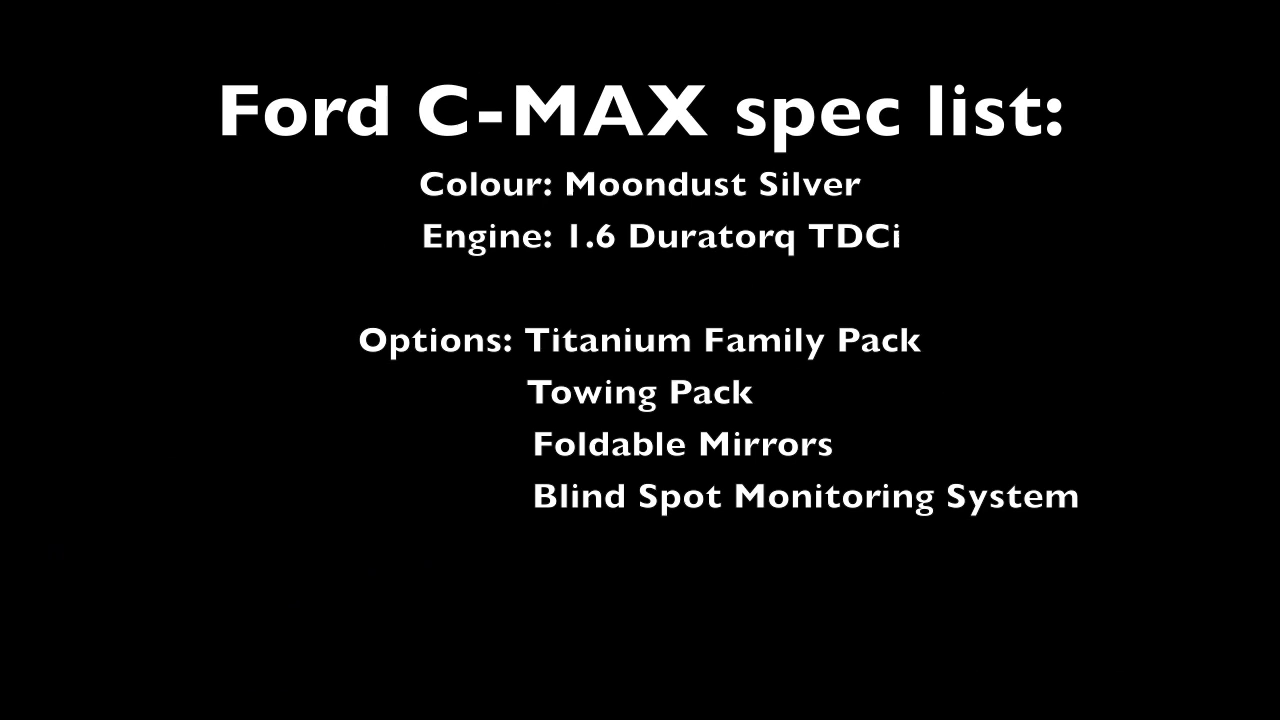 Ford C-MAX spec list:
Colour: Moondust Silver
Engine: 1.6 Duratorq TDCi
Options: Titanium Family Pack
Towing Pack
Foldable Mirrors
Blind Spot Monitoring System